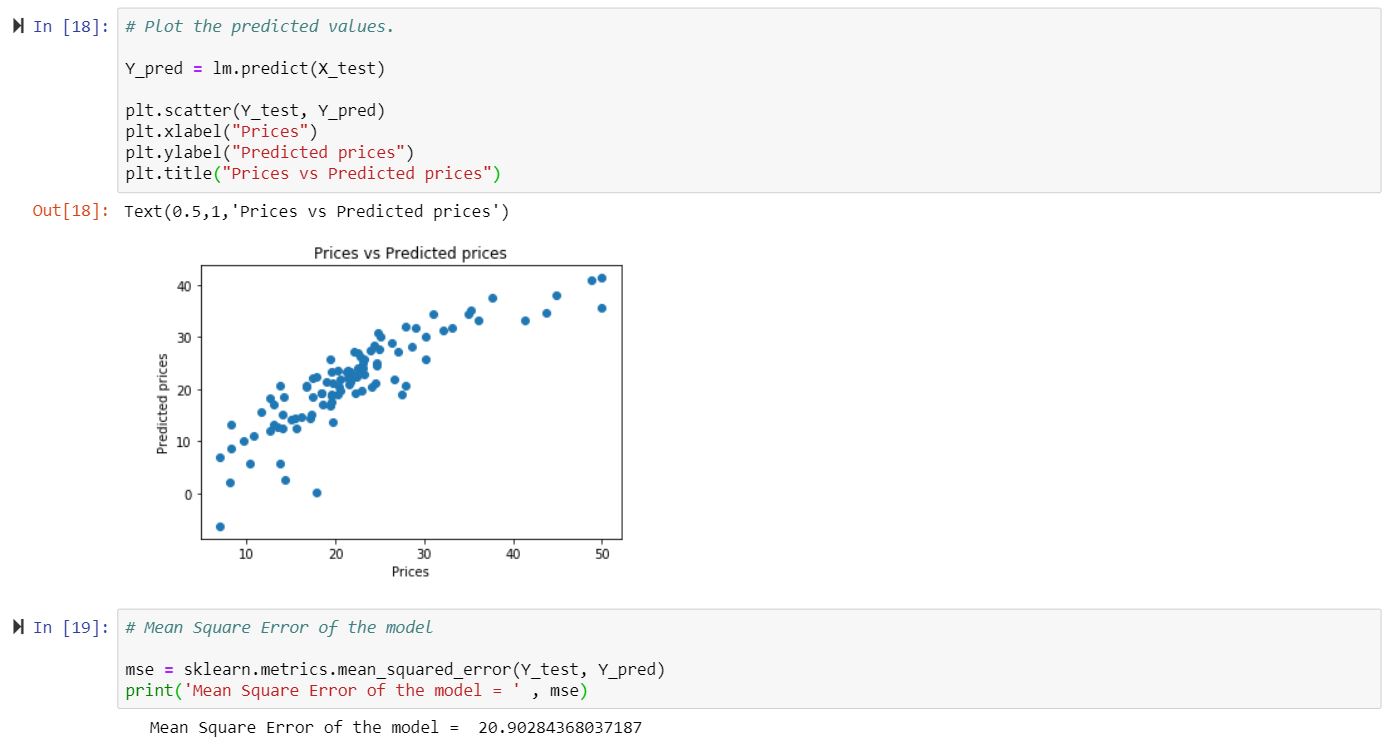 In [18]: # Plot the predicted values.
Y_pred = lm.predict(X_test)
plt.scatter(Y_test, Y_pred)
plt.xlabel("Prices")
plt.ylabel("Predicted prices")
plt.title("Prices vs Predicted prices")
Out[18]: Text(0.5,1,'Prices vs Predicted prices')
Prices vs Predicted prices
Predicted prices
40
30
20
10
0
10 20 30 40 50
Prices
In [19]: # Mean Square Error of the model
mse = sklearn.metrics.mean_squared_error(Y_test, Y_pred)
print('Mean Square Error of the model = ' , mse)
Mean Square Error of the model =  20.90284368037187